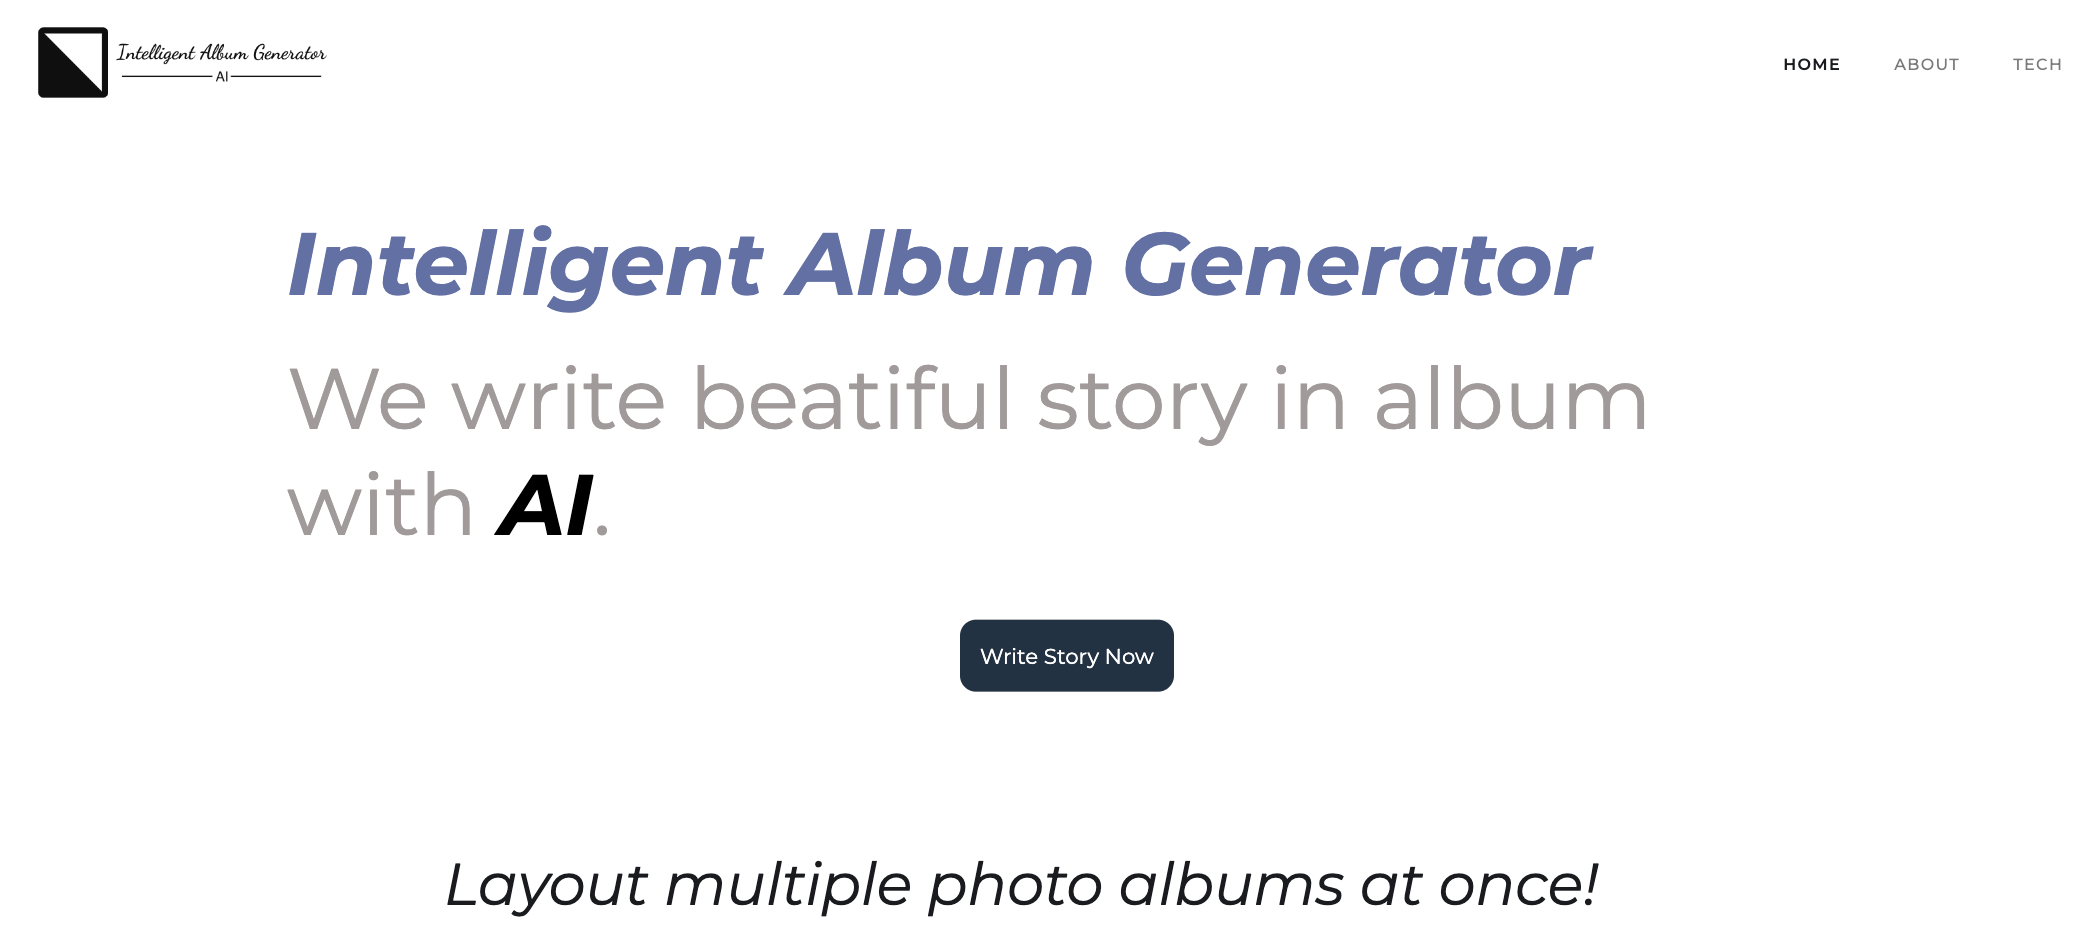 Intelligent Album Generator
AI
HOME ABOUT TECH
Intelligent Album Generator
We write beatiful story in album
with AI.
Write Story Now
Layout multiple photo albums at once!